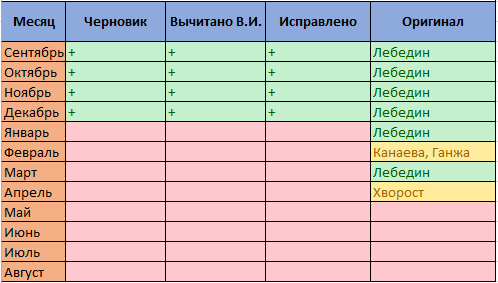 Месяц Черновик Вычитано В.И. Исправлено Оригинал
Сентябрь + + + Лебедин
Октябрь + + + Лебедин
Ноябрь + + + Лебедин
Декабрь + + + Лебедин
Январь Лебедин
Февраль Канаева, Ганжа
Март Лебедин
Апрель Хворост
Май
Июнь
Июль
Август